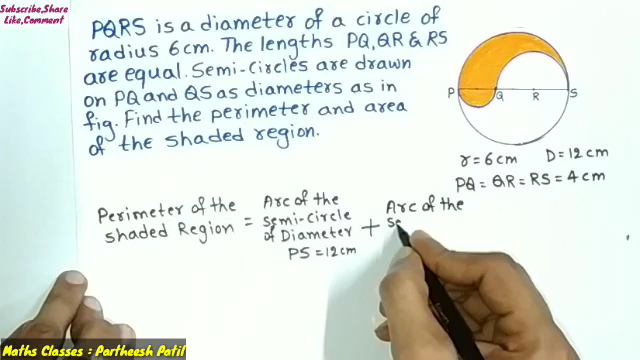 Subscribe,Share
Like,Comment
PQRS is a diameter of a circle of
radius 6cm. The lengths PQ, QR & RS
are equal. Semi-circles are drawn
on PQ and QS as diameters as in
fig. Find the perimeter and area
of the shaded region.
P Q R S
r = 6 cm D = 12 cm
PQ = QR = RS = 4 cm
Perimeter of the
shaded Region = Arc of the
semi-circle
of Diameter
PS = 12 cm
+ Arc of the
Se
Maths Classes : Partheesh Patil